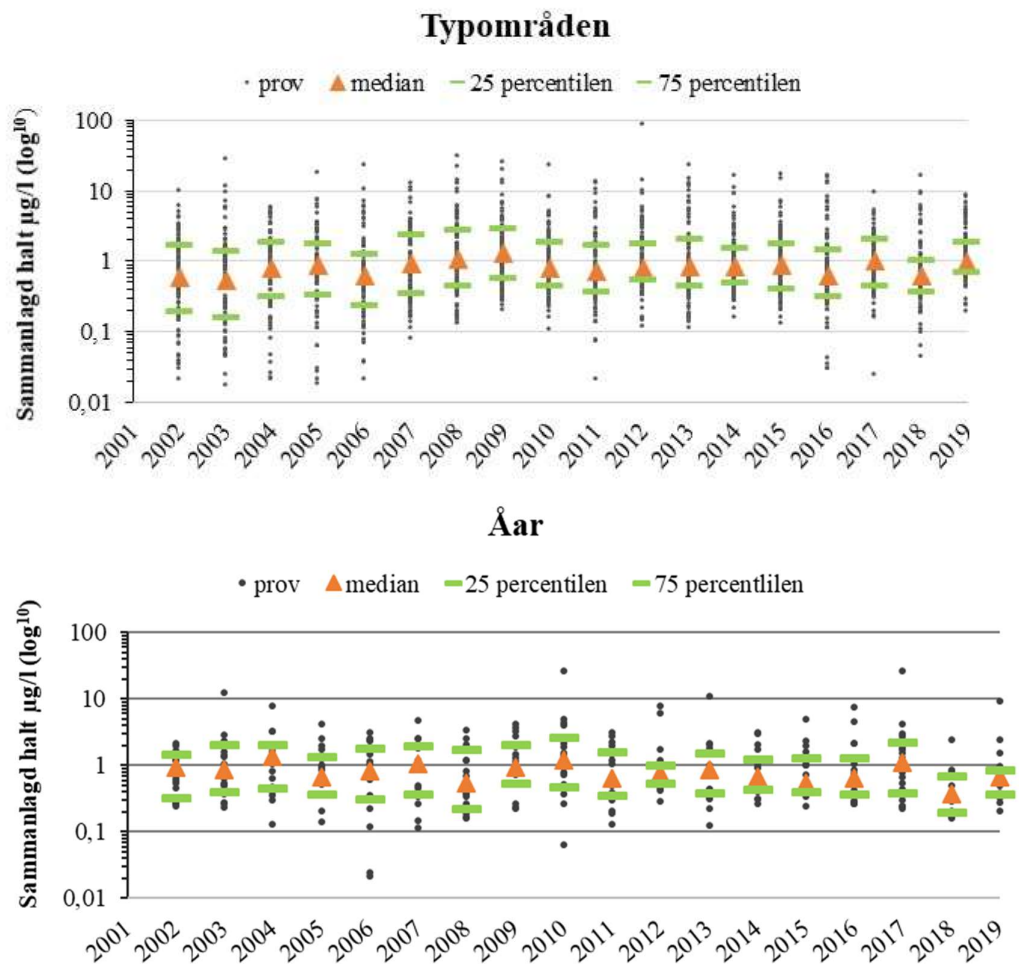 Typområden
prov median 25 percentilen 75 percentilen
Sammanlagd halt µg/l (log10)
100
10
1
0,1
0,01
2001 2002 2003 2004 2005 2006 2007 2008 2009 2010 2011 2012 2013 2014 2015 2016 2017 2018 2019
Åar
prov median 25 percentilen 75 percentlilen
Sammanlagd halt µg/l (log10)
100
10
1
0,1
0,01
2001 2002 2003 2004 2005 2006 2007 2008 2009 2010 2011 2012 2013 2014 2015 2016 2017 2018 2019